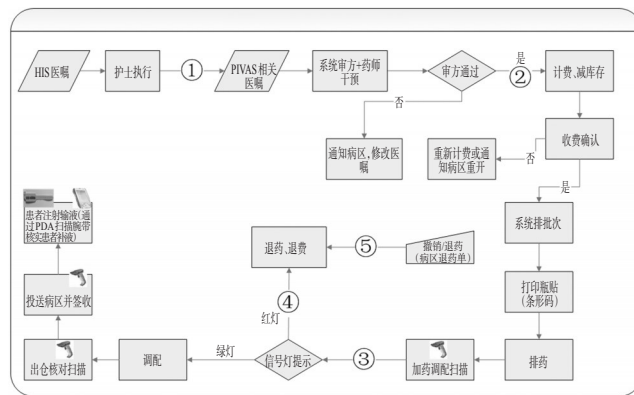 HIS医嘱
护士执行
①
PIVAS相关
医嘱
系统审方+药师
干预
审方通过
是
②
计费、减库存
否
通知病区,修改医
嘱
重新计费或通
知病区重开
否
收费确认
是
系统排批次
打印瓶贴
(条形码)
排药
加药调配扫描
③
信号灯提示
红灯
④
退药、退费
⑤
撤销/退药
(病区退药单)
绿灯
调配
出仓核对扫描
投送病区并签收
患者注射输液(通
过PDA扫描腕带
核实患者补液)